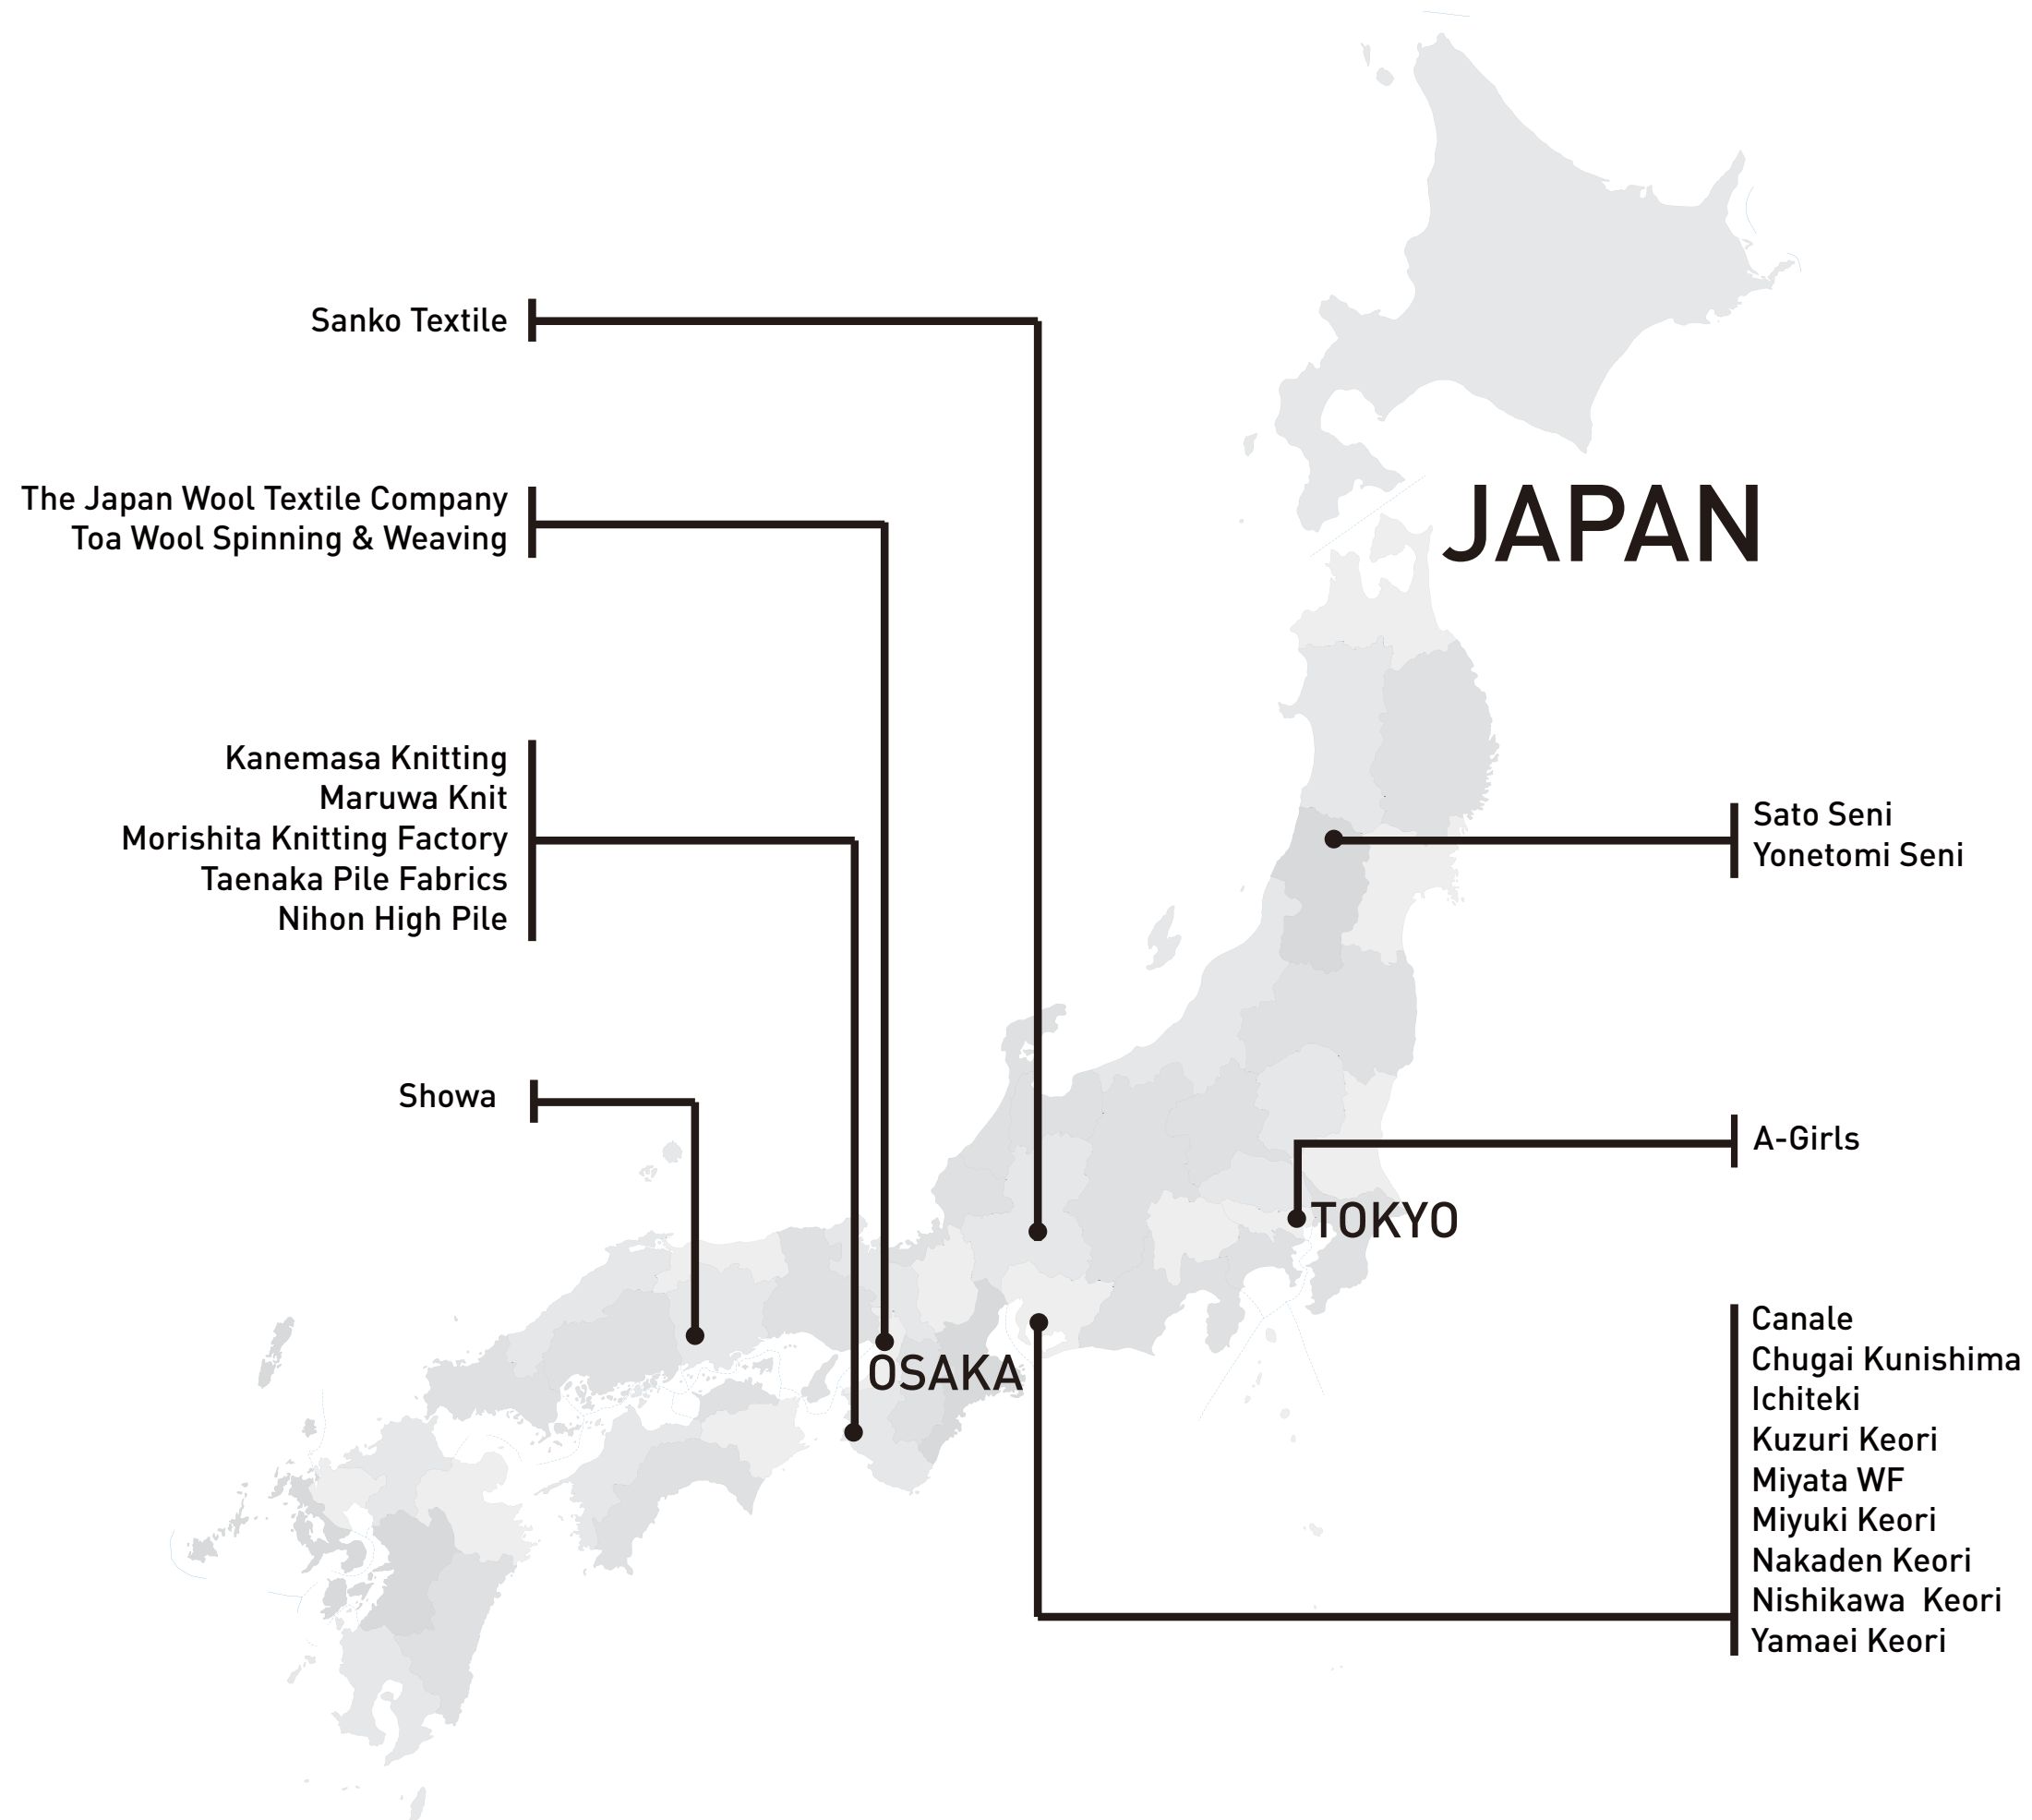 JAPAN
Sanko Textile
The Japan Wool Textile Company
Toa Wool Spinning & Weaving
Kanemasa Knitting
Maruwa Knit
Morishita Knitting Factory
Taenaka Pile Fabrics
Nihon High Pile
Showa
Sato Seni
Yonetomi Seni
A-Girls
TOKYO
OSAKA
Canale
Chugai Kunishima
Ichiteki
Kuzuri Keori
Miyata WF
Miyuki Keori
Nakaden Keori
Nishikawa  Keori
Yamaei Keori